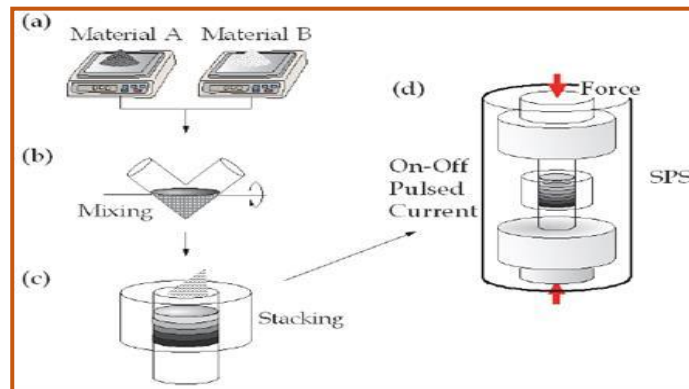 (a)
Material A
Material B
(b)
Mixing
(c)
Stacking
(d)
Force
On-Off
Pulsed
Current
SPS